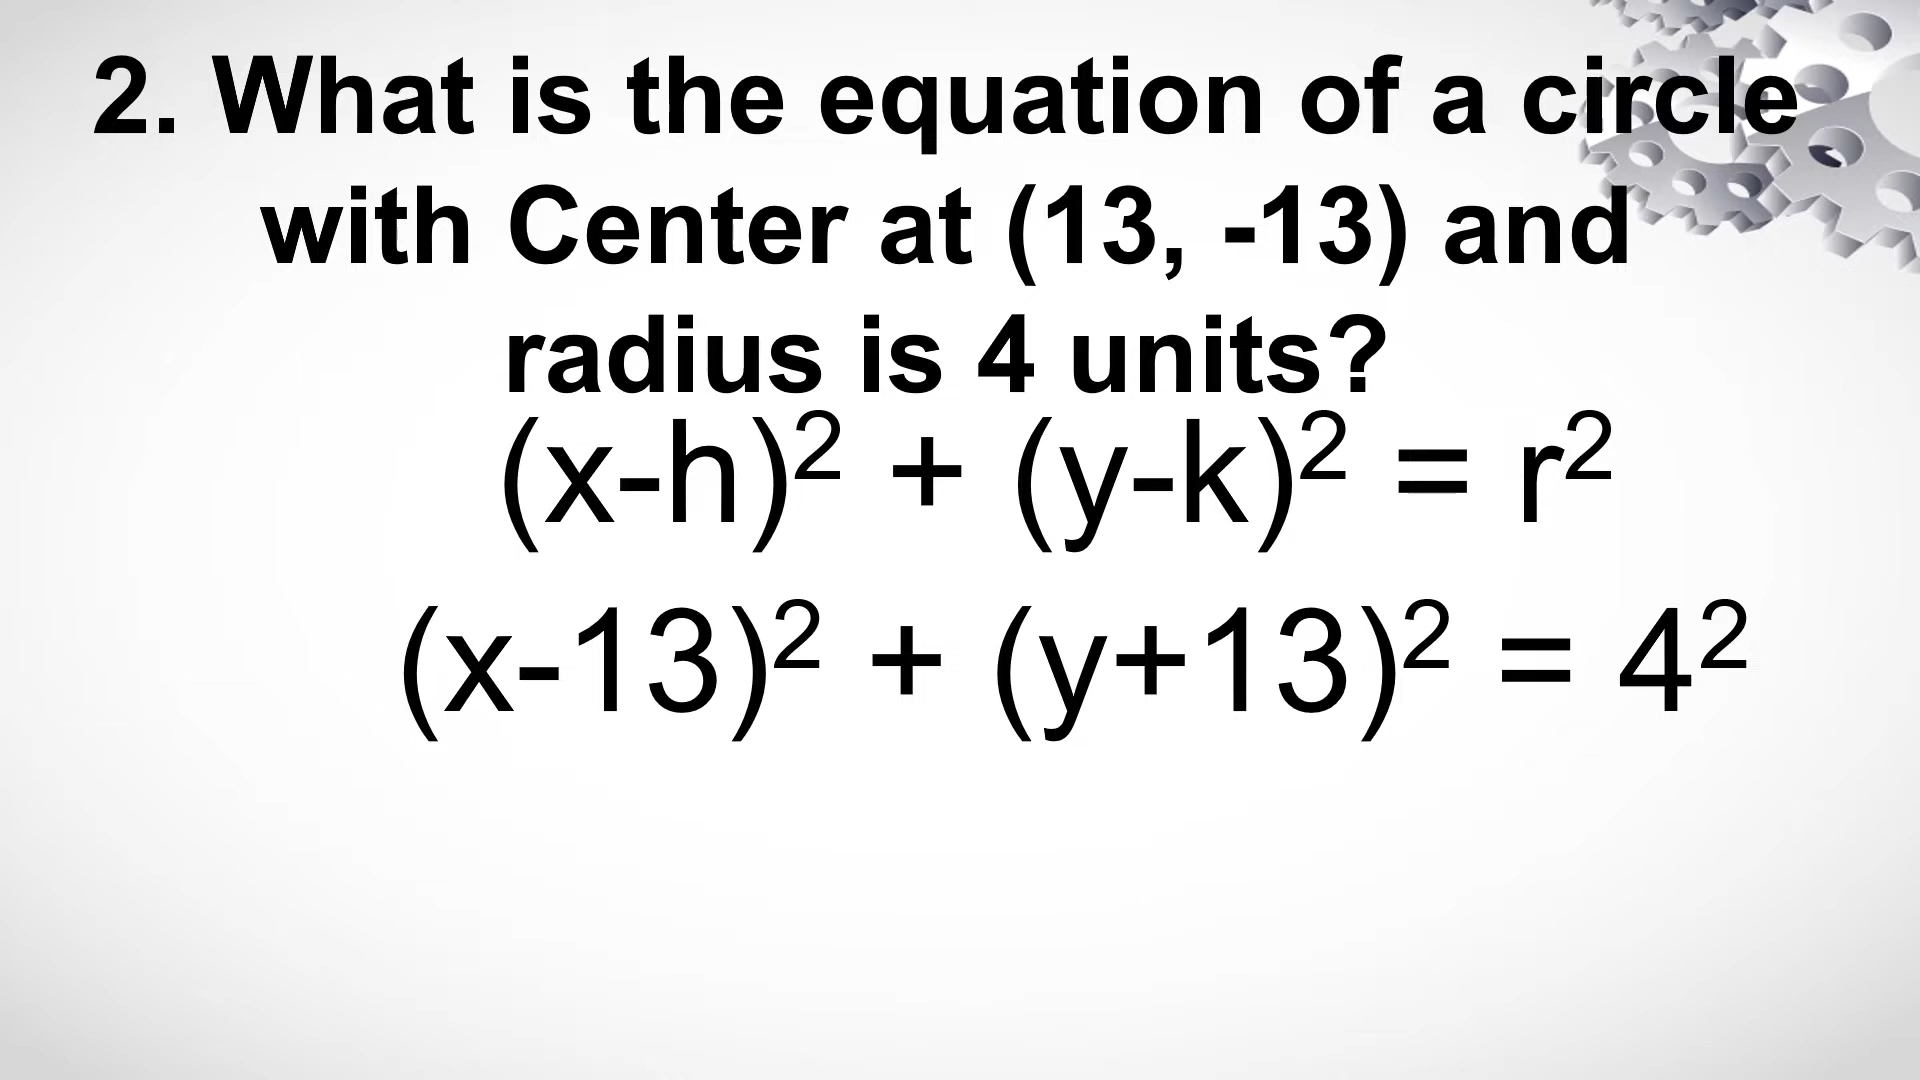 2. What is the equation of a circle
with Center at (13, -13) and
radius is 4 units?
(x-h)² + (y-k)² = r²
(x-13)² + (y+13)² = 4²